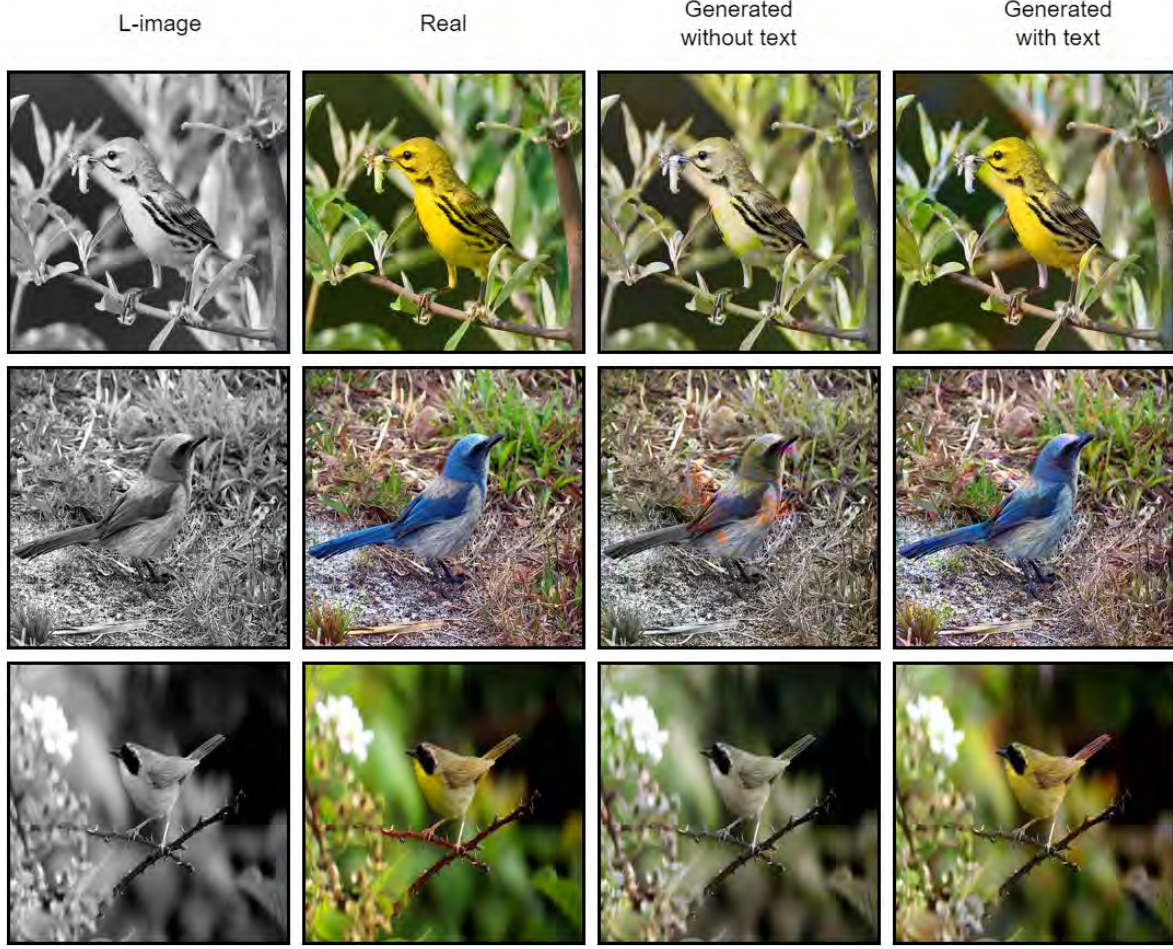 L-image
Real
Generated
without text
Generated
with text